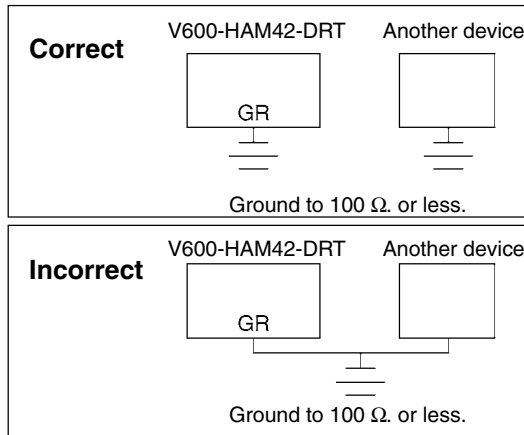 Correct
V600-HAM42-DRT Another device
GR
Ground to 100 Ω. or less.
Incorrect
V600-HAM42-DRT Another device
GR
Ground to 100 Ω. or less.